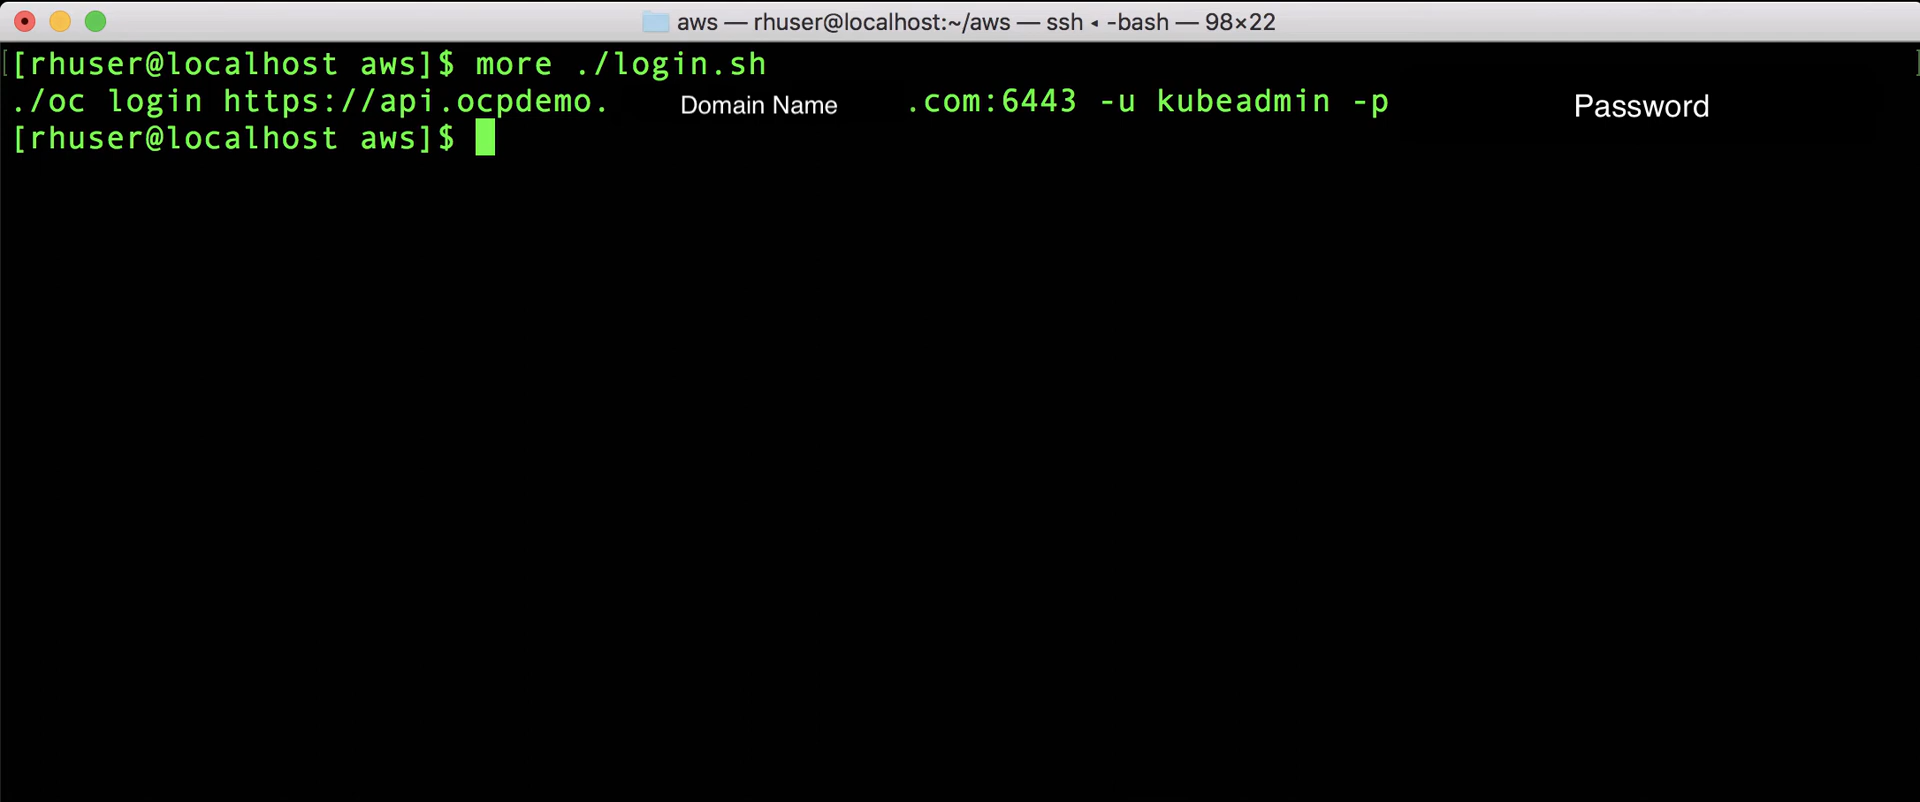 aws — rhuser@localhost:~/aws — ssh ◂ -bash — 98×22
[rhuser@localhost aws]$ more ./login.sh
./oc login https://api.ocpdemo. Domain Name .com:6443 -u kubeadmin -p Password
[rhuser@localhost aws]$